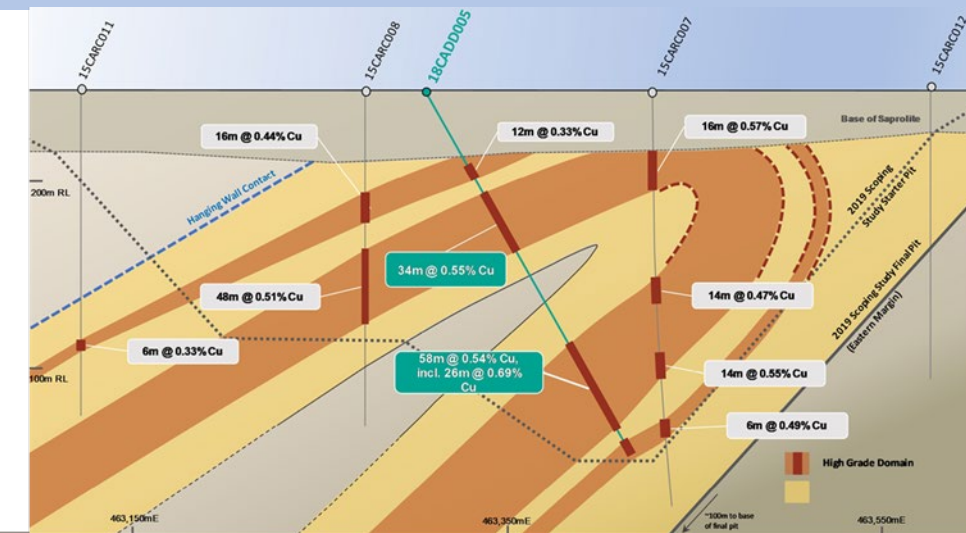 15CARC011
15CARC008
18CADD005
15CARC007
15CARC012
16m @ 0.44% Cu
12m @ 0.33% Cu
16m @ 0.57% Cu
Base of Saprolite
200m RL
Hanging Wall Contact
2019 Scoping
Study Starter Pit
34m @ 0.55% Cu
48m @ 0.51% Cu
14m @ 0.47% Cu
2019 Scoping Study Final Pit
(Eastern Margin)
6m @ 0.33% Cu
58m @ 0.54% Cu,
incl. 26m @ 0.69%
Cu
100m RL
14m @ 0.55% Cu
6m @ 0.49% Cu
High Grade Domain
463,150mE
463,350mE
~100m to base
of final pit
463,550mE